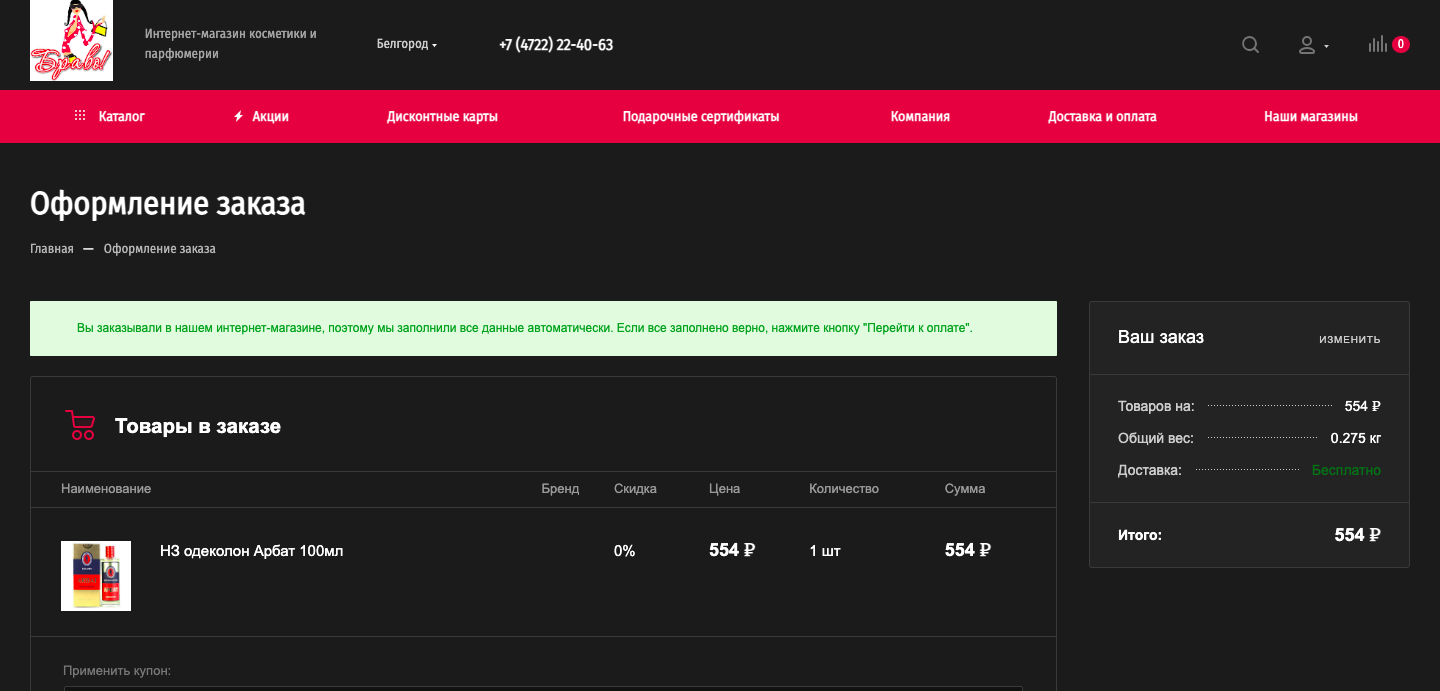 Браво!
Интернет-магазин косметики и
парфюмерии
Белгород
+7 (4722) 22-40-63
0
Каталог
Акции
Дисконтные карты
Подарочные сертификаты
Компания
Доставка и оплата
Наши магазины
Оформление заказа
Главная — Оформление заказа
Вы заказывали в нашем интернет-магазине, поэтому мы заполнили все данные автоматически. Если все заполнено верно, нажмите кнопку "Перейти к оплате".
Товары в заказе
Наименование Бренд Скидка Цена Количество Сумма
НЗ одеколон Арбат 100мл 0% 554 ₽ 1 шт 554 ₽
Применить купон:
Ваш заказ ИЗМЕНИТЬ
Товаров на: 554 ₽
Общий вес: 0.275 кг
Доставка: Бесплатно
Итого: 554 ₽